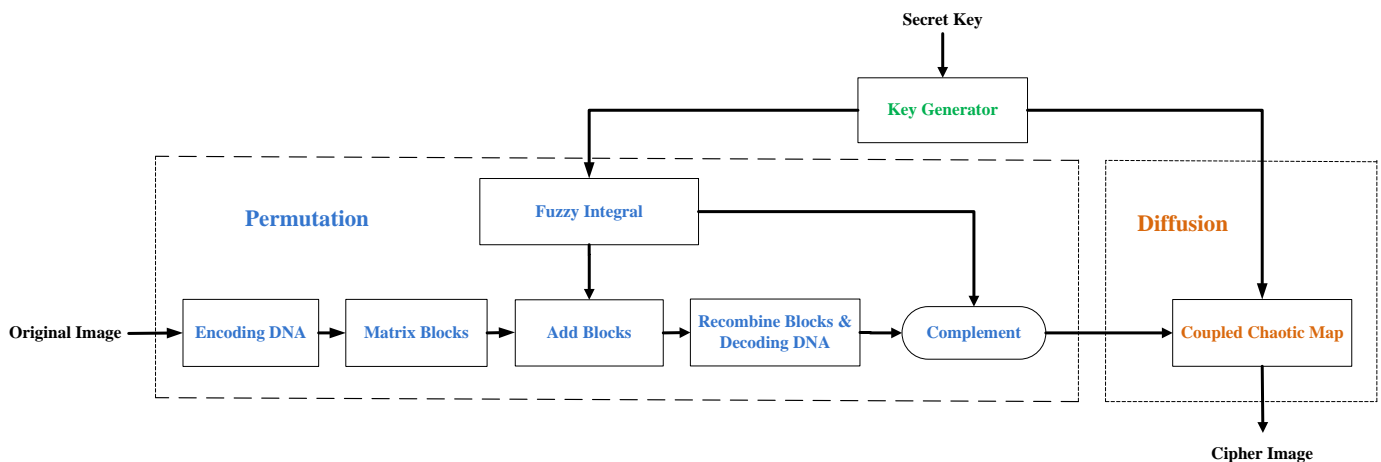 Secret Key
Key Generator
Permutation
Fuzzy Integral
Diffusion
Original Image
Encoding DNA
Matrix Blocks
Add Blocks
Recombine Blocks &
Decoding DNA
Complement
Coupled Chaotic Map
Cipher Image